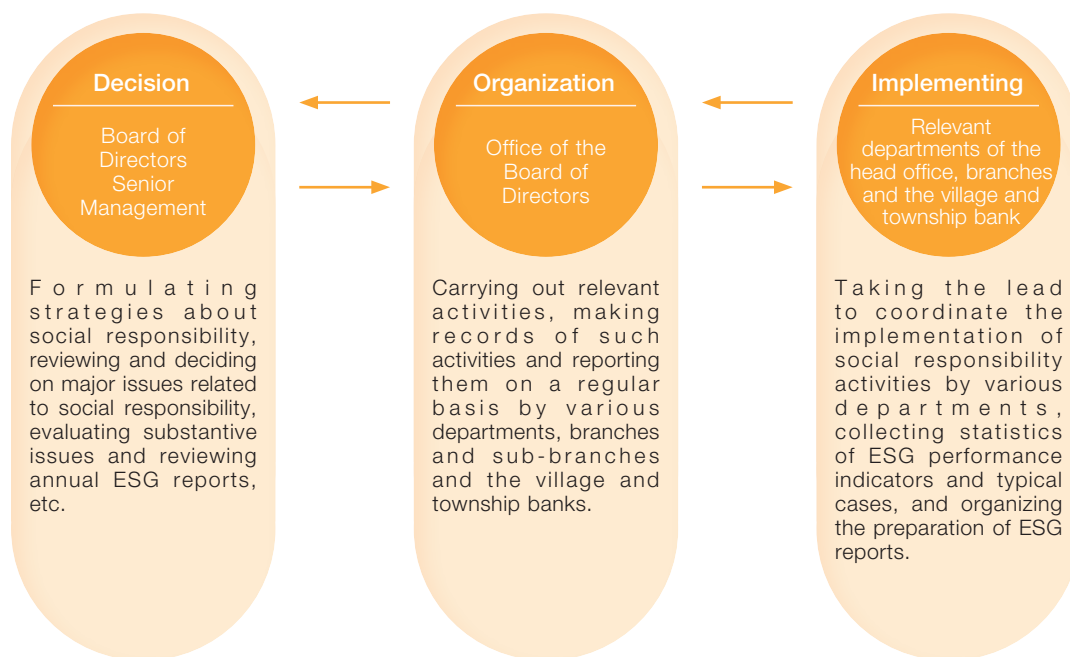 Decision
Board of
Directors
Senior
Management
Formulating
strategies about
social responsibility,
reviewing and deciding
on major issues related
to social responsibility,
evaluating substantive
issues and reviewing
annual ESG reports,
etc.
Organization
Office of the
Board of
Directors
Carrying out relevant
activities, making
records of such
activities and reporting
them on a regular
basis by various
departments, branches
and sub-branches
and the village and
township banks.
Implementing
Relevant
departments of the
head office, branches
and the village and
township bank
Taking the lead
to coordinate the
implementation of
social responsibility
activities by various
departments,
collecting statistics
of ESG performance
indicators and typical
cases, and organizing
the preparation of ESG
reports.